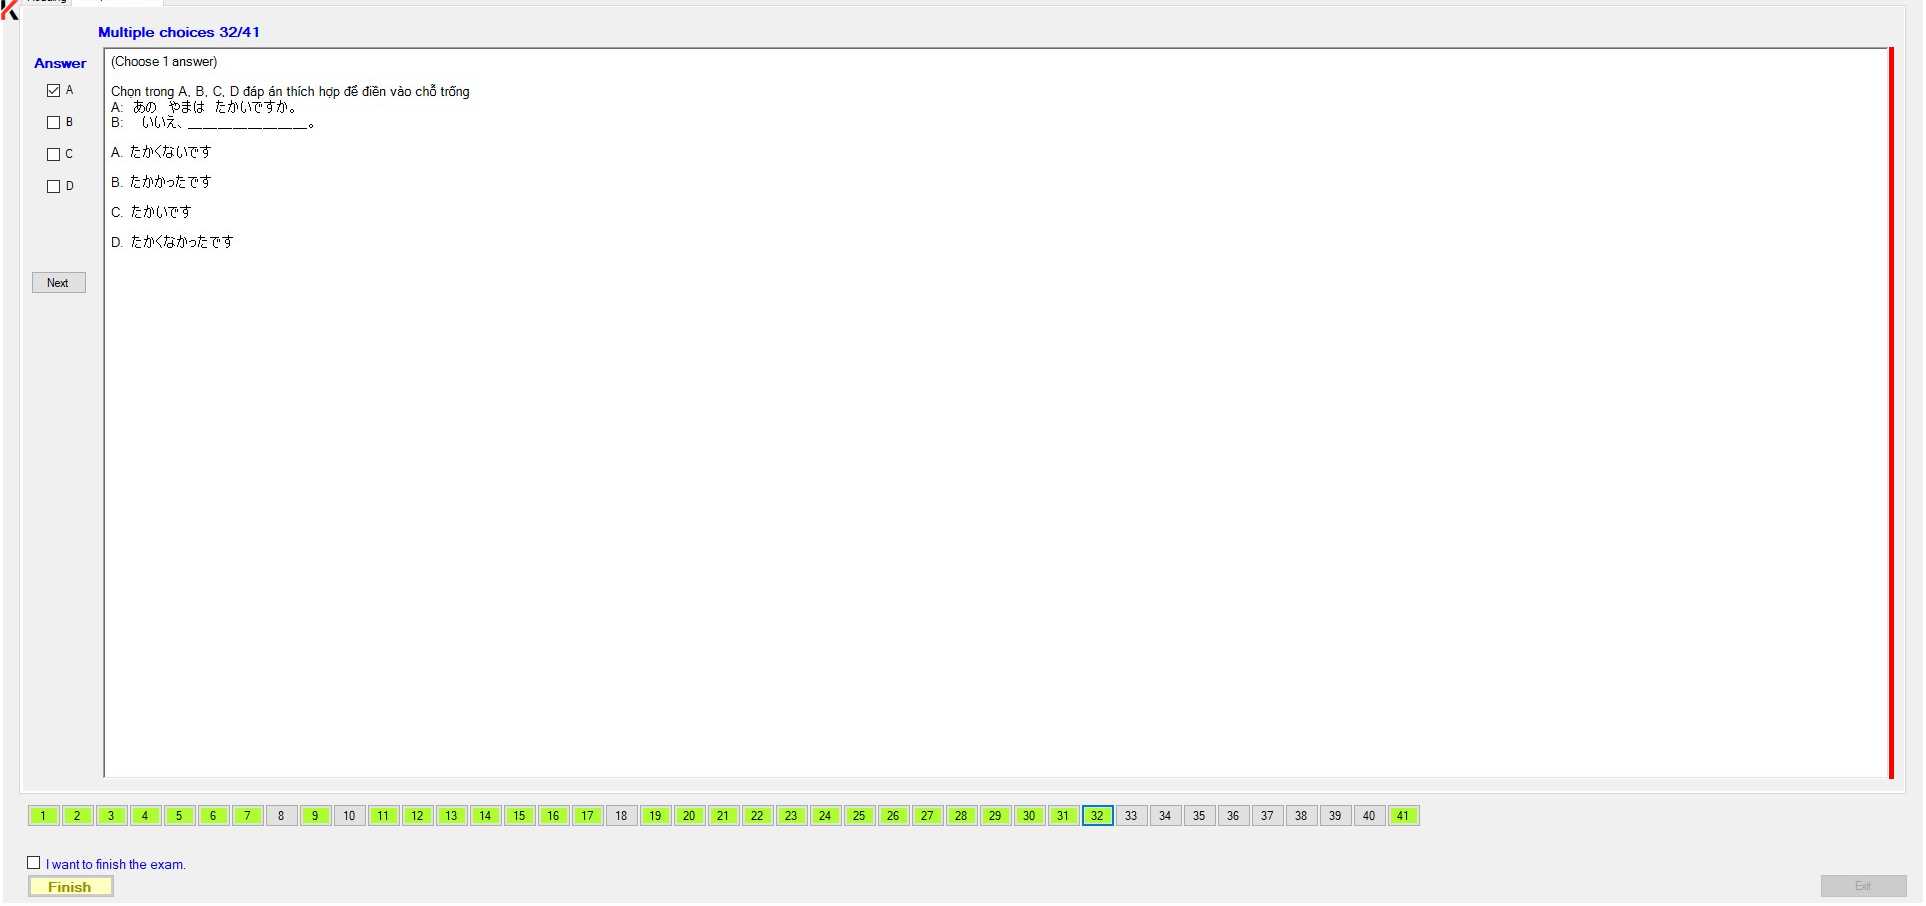 Multiple choices 32/41
Answer
A
B
C
D
Next
(Choose 1 answer)
Chọn trong A, B, C, D đáp án thích hợp để điền vào chỗ trống
A: あの やまは たかいですか。
B: いいえ、________________。
A. たかくないです
B. たかかったです
C. たかいです
D. たかくなかったです
1 2 3 4 5 6 7 8 9 10 11 12 13 14 15 16 17 18 19 20 21 22 23 24 25 26 27 28 29 30 31 32 33 34 35 36 37 38 39 40 41
I want to finish the exam.
Finish
Exit